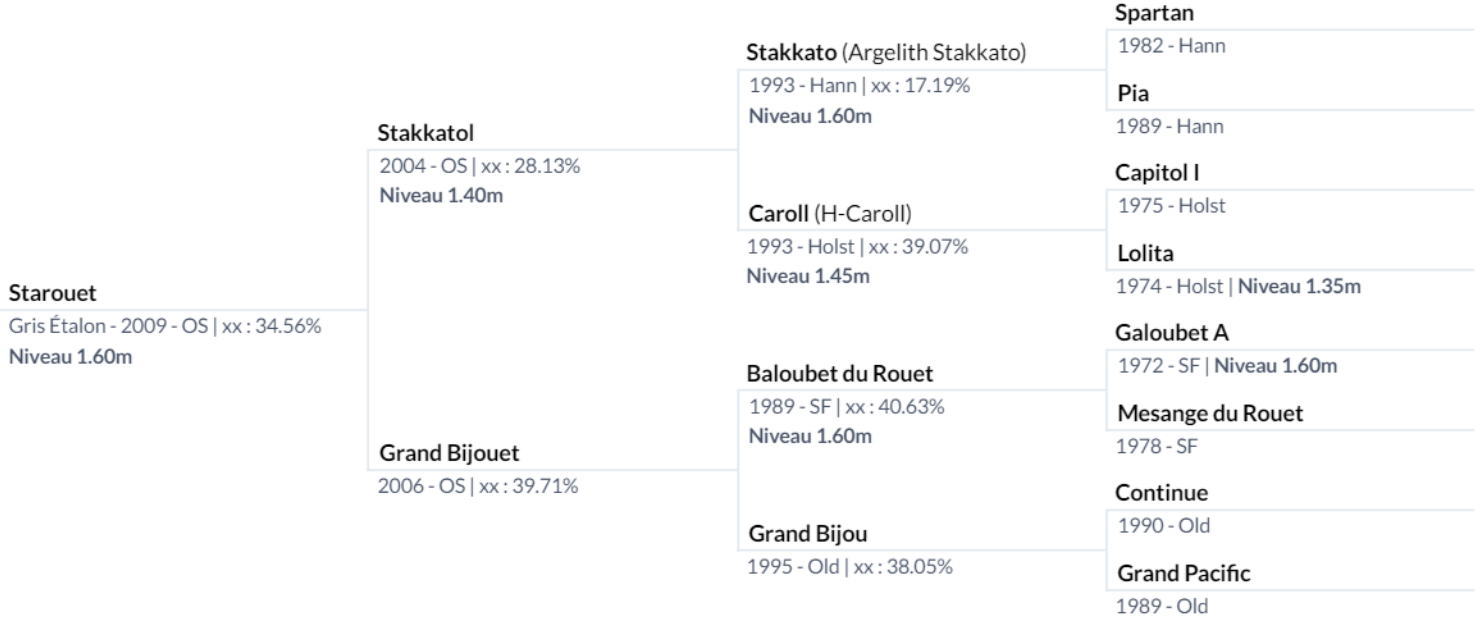 Starouet
Gris Étalon - 2009 - OS | xx : 34.56%
Niveau 1.60m
Stakkatol
2004 - OS | xx : 28.13%
Niveau 1.40m
Grand Bijouet
2006 - OS | xx : 39.71%
Stakkato (Argelith Stakkato)
1993 - Hann | xx : 17.19%
Niveau 1.60m
Caroll (H-Caroll)
1993 - Holst | xx : 39.07%
Niveau 1.45m
Baloubet du Rouet
1989 - SF | xx : 40.63%
Niveau 1.60m
Grand Bijou
1995 - Old | xx : 38.05%
Spartan
1982 - Hann
Pia
1989 - Hann
Capitol I
1975 - Holst
Lolita
1974 - Holst | Niveau 1.35m
Galoubet A
1972 - SF | Niveau 1.60m
Mesange du Rouet
1978 - SF
Continue
1990 - Old
Grand Pacific
1989 - Old